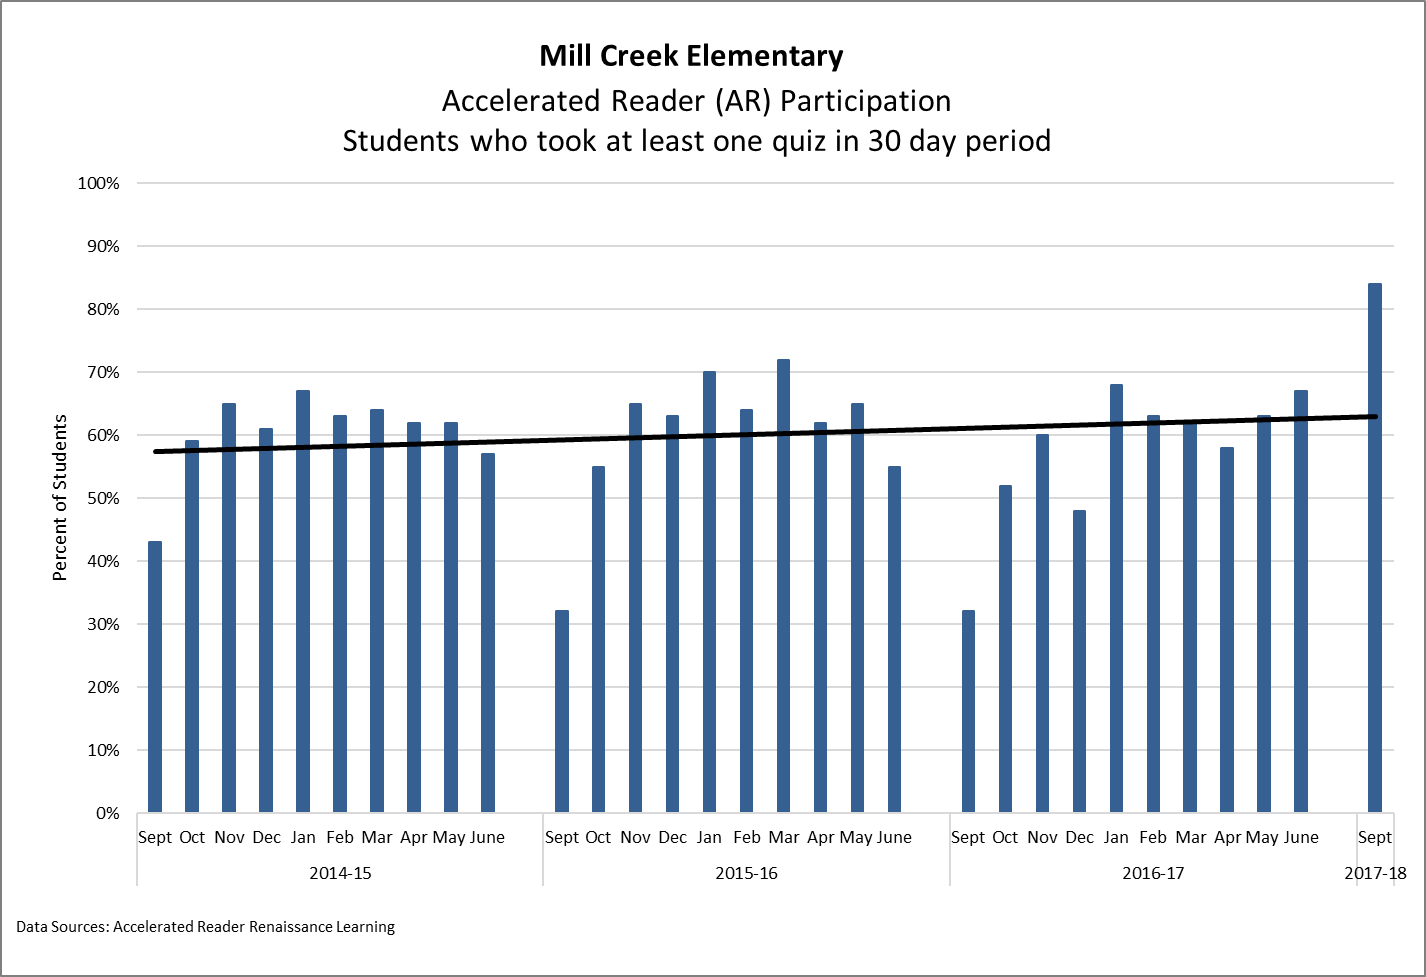 Mill Creek Elementary
Accelerated Reader (AR) Participation
Students who took at least one quiz in 30 day period
100%
90%
80%
70%
60%
50%
40%
30%
20%
10%
0%
Percent of Students
Sept Oct Nov Dec Jan Feb Mar Apr May June Sept Oct Nov Dec Jan Feb Mar Apr May June Sept Oct Nov Dec Jan Feb Mar Apr May June Sept
2014-15 2015-16 2016-17 2017-18
Data Sources: Accelerated Reader Renaissance Learning